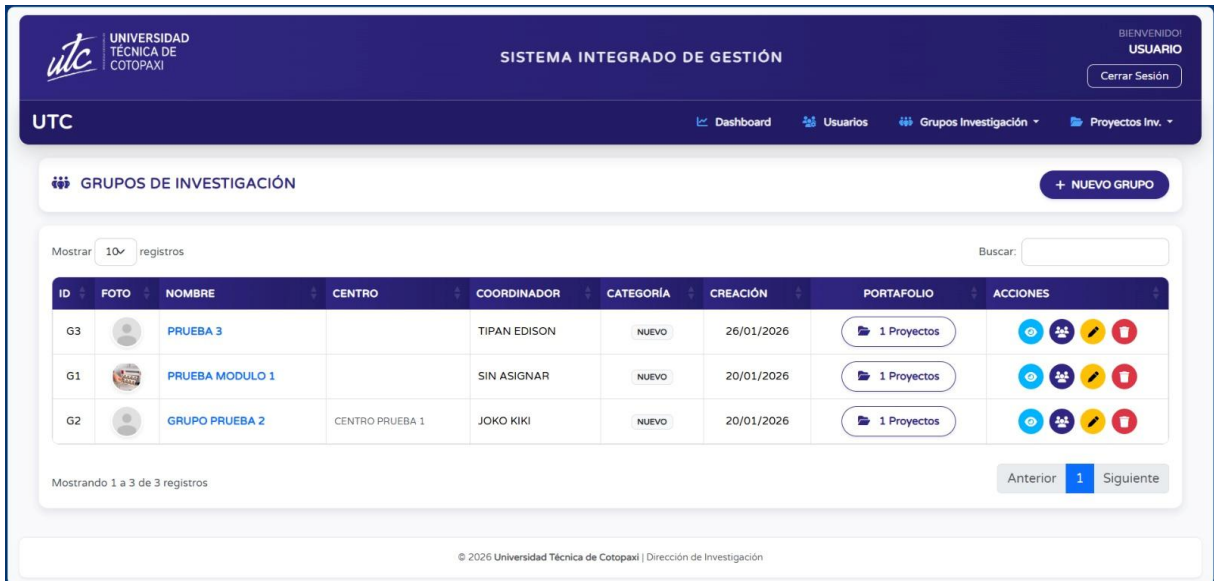 utc
UNIVERSIDAD
TÉCNICA DE
COTOPAXI
SISTEMA INTEGRADO DE GESTIÓN
BIENVENIDO!
USUARIO
Cerrar Sesión
UTC
Dashboard
Usuarios
Grupos Investigación
Proyectos Inv.
GRUPOS DE INVESTIGACIÓN
+ NUEVO GRUPO
Mostrar 10 registros
Buscar:
ID FOTO NOMBRE CENTRO COORDINADOR CATEGORÍA CREACIÓN PORTAFOLIO ACCIONES
G3 PRUEBA 3 TIPAN EDISON NUEVO 26/01/2026 1 Proyectos
G1 PRUEBA MODULO 1 SIN ASIGNAR NUEVO 20/01/2026 1 Proyectos
G2 GRUPO PRUEBA 2 CENTRO PRUEBA 1 JOKO KIKI NUEVO 20/01/2026 1 Proyectos
Mostrando 1 a 3 de 3 registros
Anterior 1 Siguiente
© 2026 Universidad Técnica de Cotopaxi | Dirección de Investigación